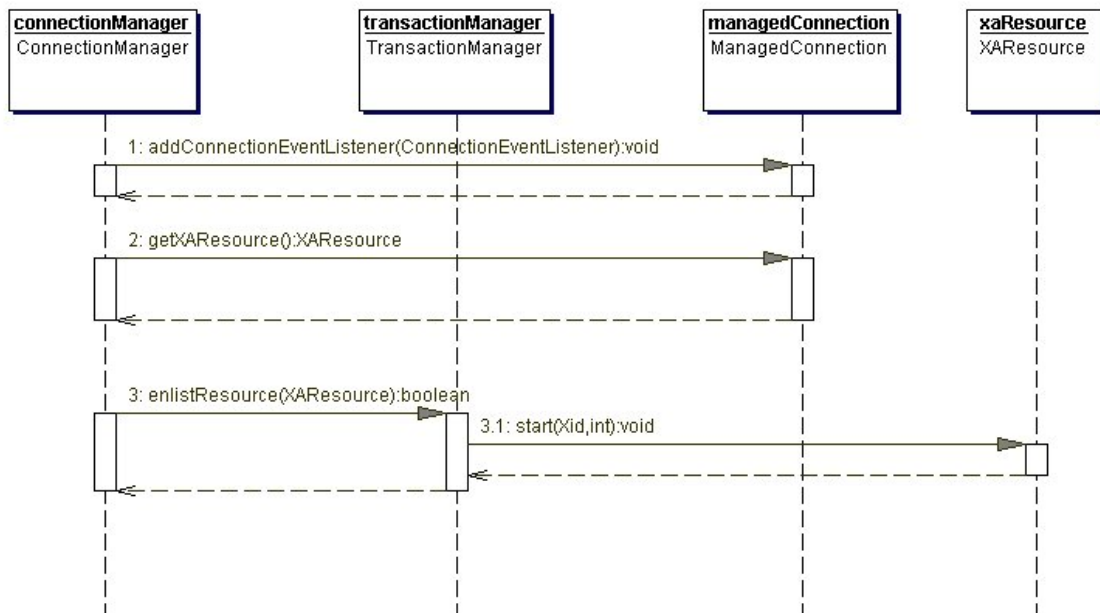 connectionManager
ConnectionManager
transactionManager
TransactionManager
managedConnection
ManagedConnection
xaResource
XAResource
1: addConnectionEventListener(ConnectionEventListener):void
2: getXAResource():XAResource
3: enlistResource(XAResource):boolean
3.1: start(Xid,int):void